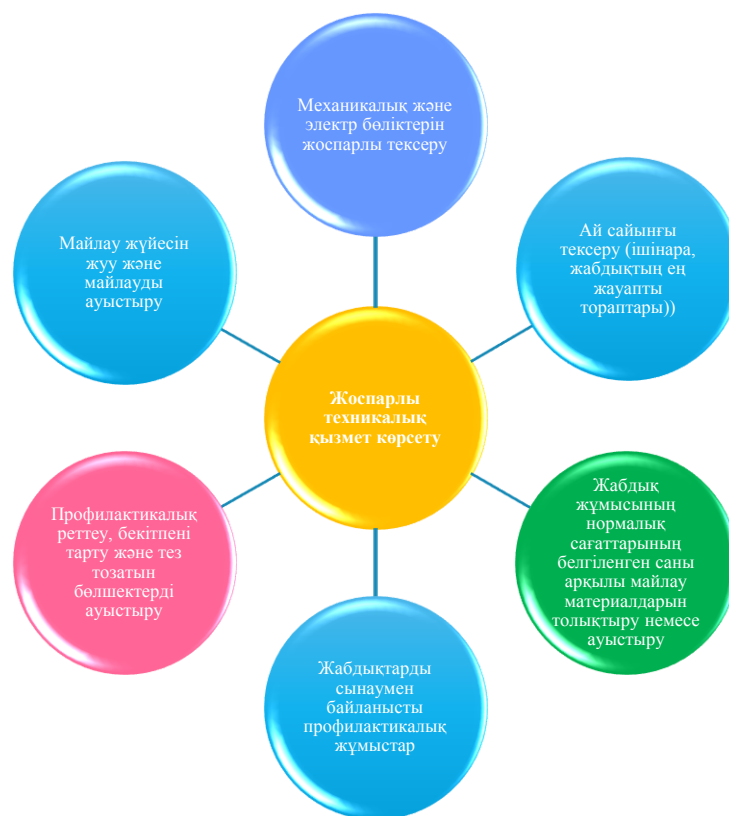 Механикалық және
электр бөліктерін
жоспарлы тексеру
Ай сайынғы
тексеру (ішінара,
жабдықтың ең
жауапты
тораптары))
Жабдық
жұмысының
нормалық
сағаттарының
белгіленген саны
арқылы майлау
материалдарын
толықтыру немесе
ауыстыру
Жабдықтарды
сынаумен
байланысты
профилактикалық
жұмыстар
Профилактикалық
реттеу, бекітпені
тарту және тез
тозатын
бөлшектерді
ауыстыру
Майлау жүйесін
жуу және
майлауды
ауыстыру
Жоспарлы
техникалық
қызмет көрсету